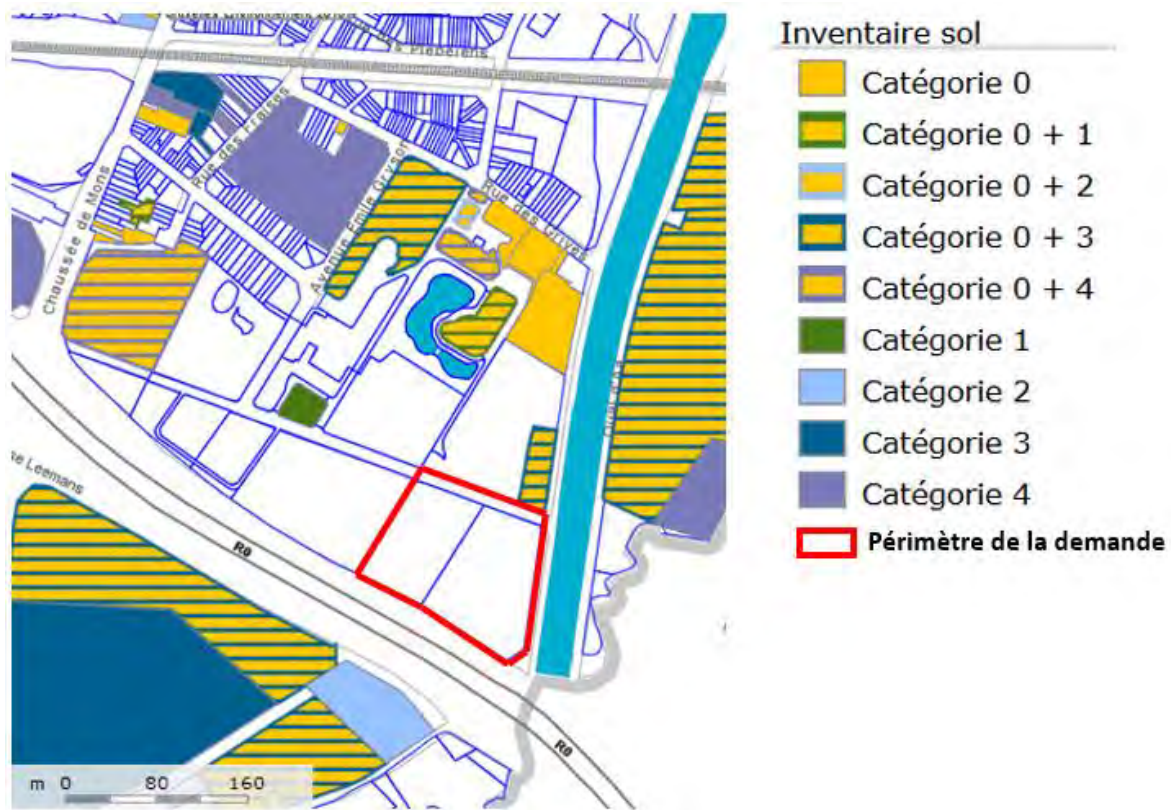 Inventaire sol
Catégorie 0
Catégorie 0 + 1
Catégorie 0 + 2
Catégorie 0 + 3
Catégorie 0 + 4
Catégorie 1
Catégorie 2
Catégorie 3
Catégorie 4
Périmètre de la demande
Rue des Fraises
Chaussée de Mons
Avenue Emile Gryson
Rue des Grives
Leemans
R0
R0
m 0 80 160